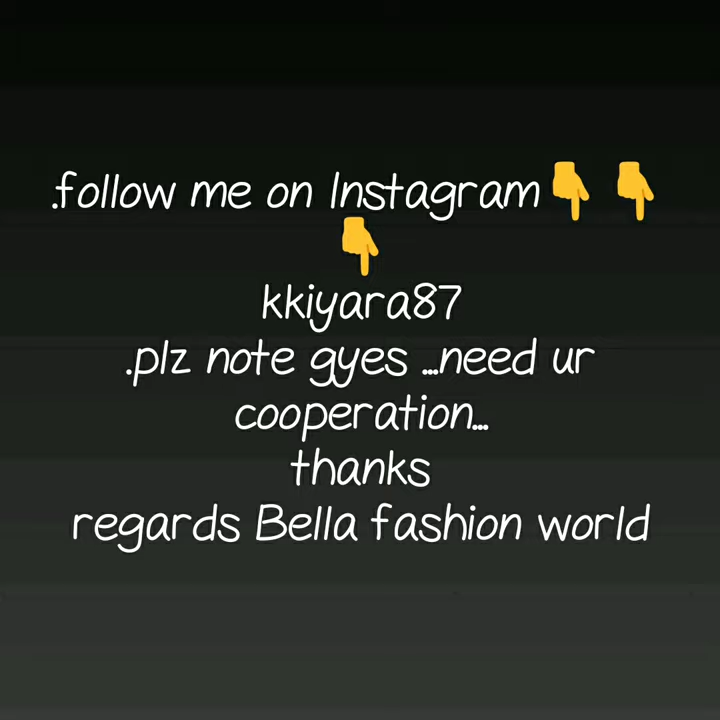 .follow me on Instagram👇👇
👇
kkiyara87
.plz note gyes ...need ur
cooperation...
thanks
regards Bella fashion world